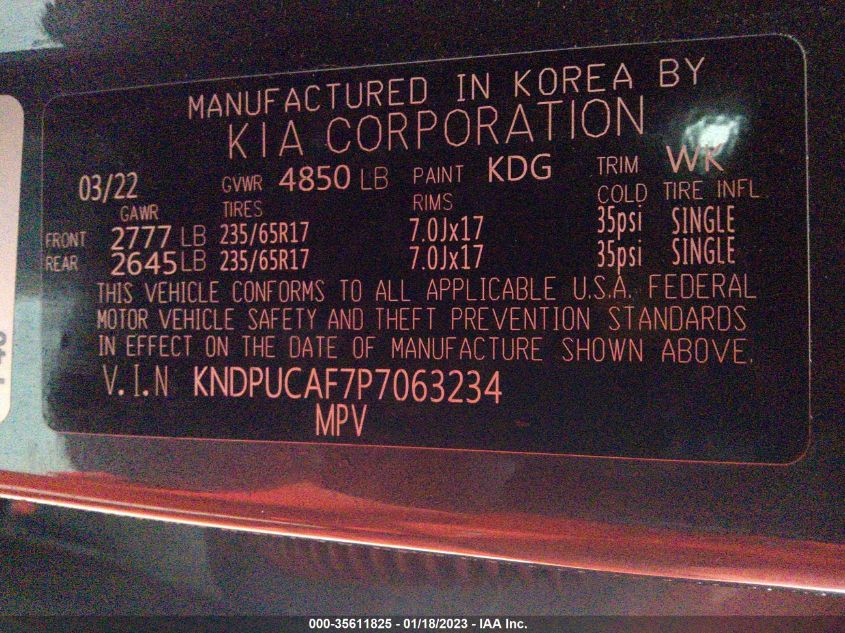 MANUFACTURED IN KOREA BY
KIA CORPORATION
03/22 GVWR 4850 LB PAINT KDG TRIM WK
GAWR TIRES RIMS COLD TIRE INFL
FRONT 2777 LB 235/65R17 7.0Jx17 35psi SINGLE
REAR 2645 LB 235/65R17 7.0Jx17 35psi SINGLE
THIS VEHICLE CONFORMS TO ALL APPLICABLE U.S.A. FEDERAL
MOTOR VEHICLE SAFETY AND THEFT PREVENTION STANDARDS
IN EFFECT ON THE DATE OF MANUFACTURE SHOWN ABOVE.
V.I.N KNDPUCAF7P7063234
MPV
000-35611825 - 01/18/2023 - IAA Inc.